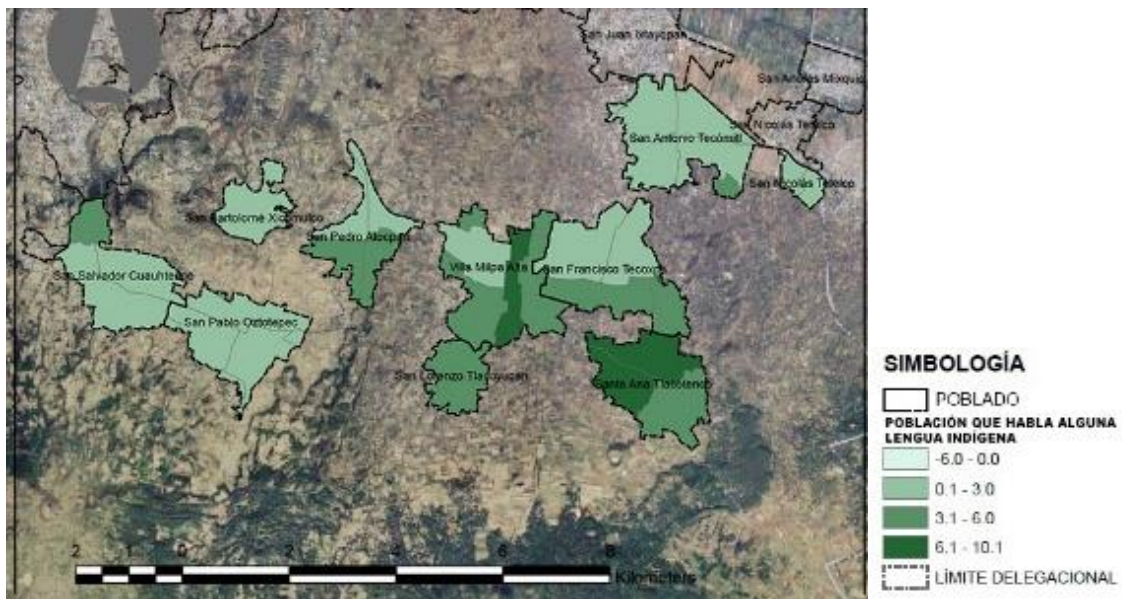 San Juan Ixtayopan
San Andres Mixquic
San Nicolás Tetelco
San Antonio Tecómitl
San Nicolás Tetelco
San Bartolomé Xicomulco
San Pedro Atocpan
San Salvador Cuauhtenco
Villa Milpa Alta
San Francisco Tecoxpa
San Pablo Oztotepec
San Lorenzo Tlacoyucan
Santa Ana Tlacotenco
2 0 2 4 6 8
Kilometers
SIMBOLOGÍA
POBLADO
POBLACIÓN QUE HABLA ALGUNA
LENGUA INDÍGENA
-6.0 - 0.0
0.1 - 3.0
3.1 - 6.0
6.1 - 10.1
LÍMITE DELEGACIONAL